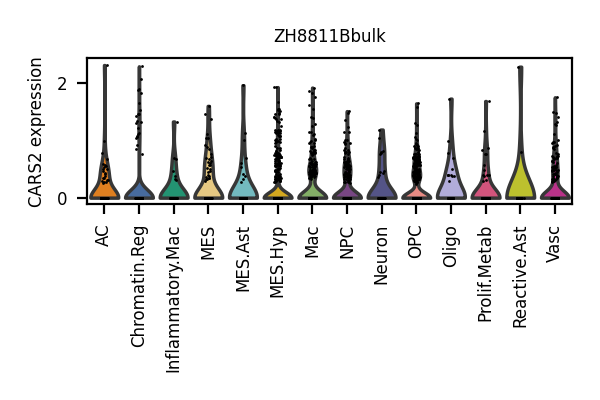 ZH8811Bbulk
CARS2 expression
2
0
AC
Chromatin.Reg
Inflammatory.Mac
MES
MES.Ast
MES.Hyp
Mac
NPC
Neuron
OPC
Oligo
Prolif.Metab
Reactive.Ast
Vasc